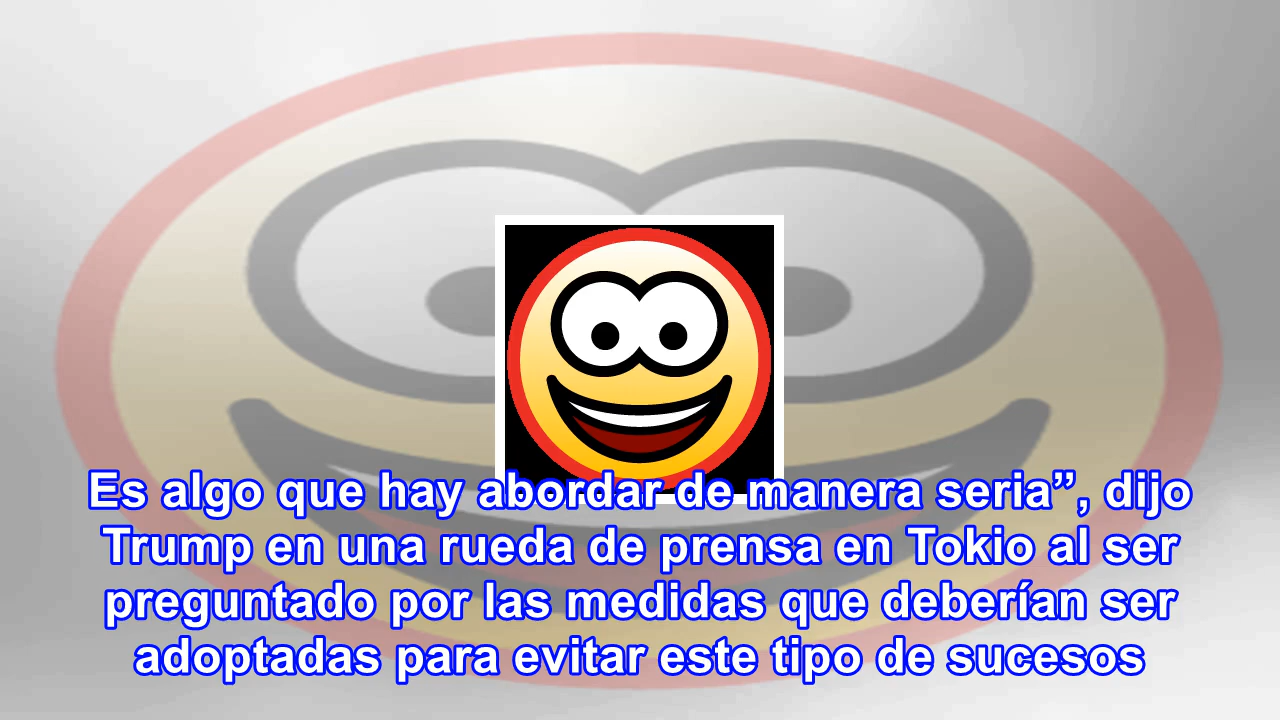 Es algo que hay abordar de manera seria”, dijo
Trump en una rueda de prensa en Tokio al ser
preguntado por las medidas que deberían ser
adoptadas para evitar este tipo de sucesos